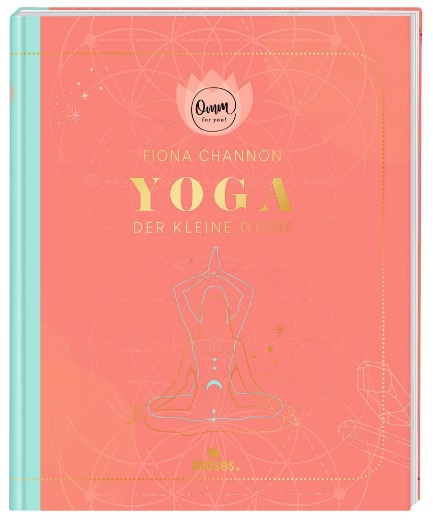 Omm
for you!
FIONA CHANNON
YOGA
DER KLEINE GUIDE
moses.